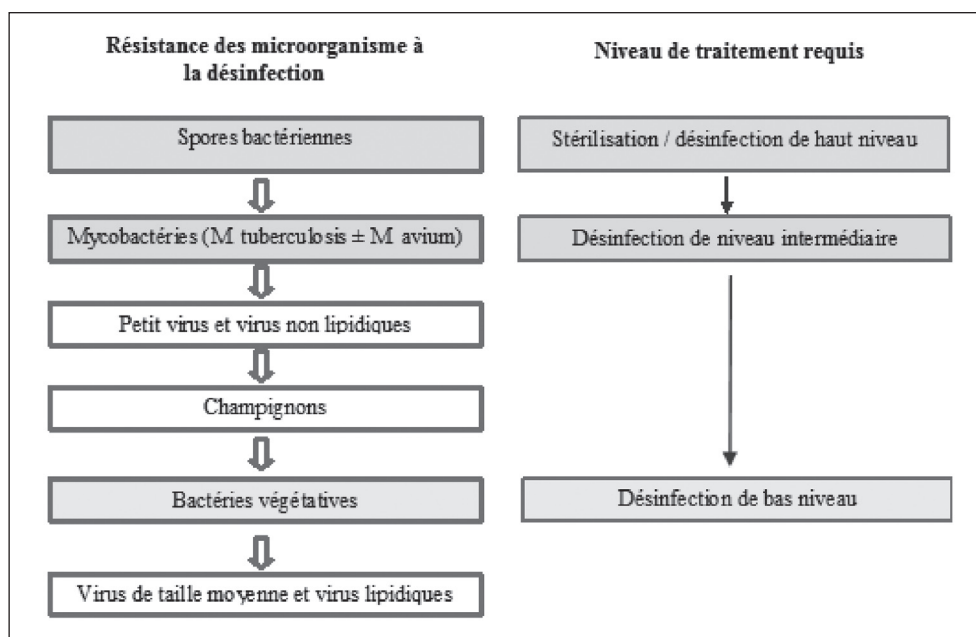 Résistance des microorganisme à
la désinfection
Spores bactériennes
Mycobactéries (M tuberculosis ± M avium)
Petit virus et virus non lipidiques
Champignons
Bactéries végétatives
Virus de taille moyenne et virus lipidiques
Niveau de traitement requis
Stérilisation / désinfection de haut niveau
Désinfection de niveau intermédiaire
Désinfection de bas niveau